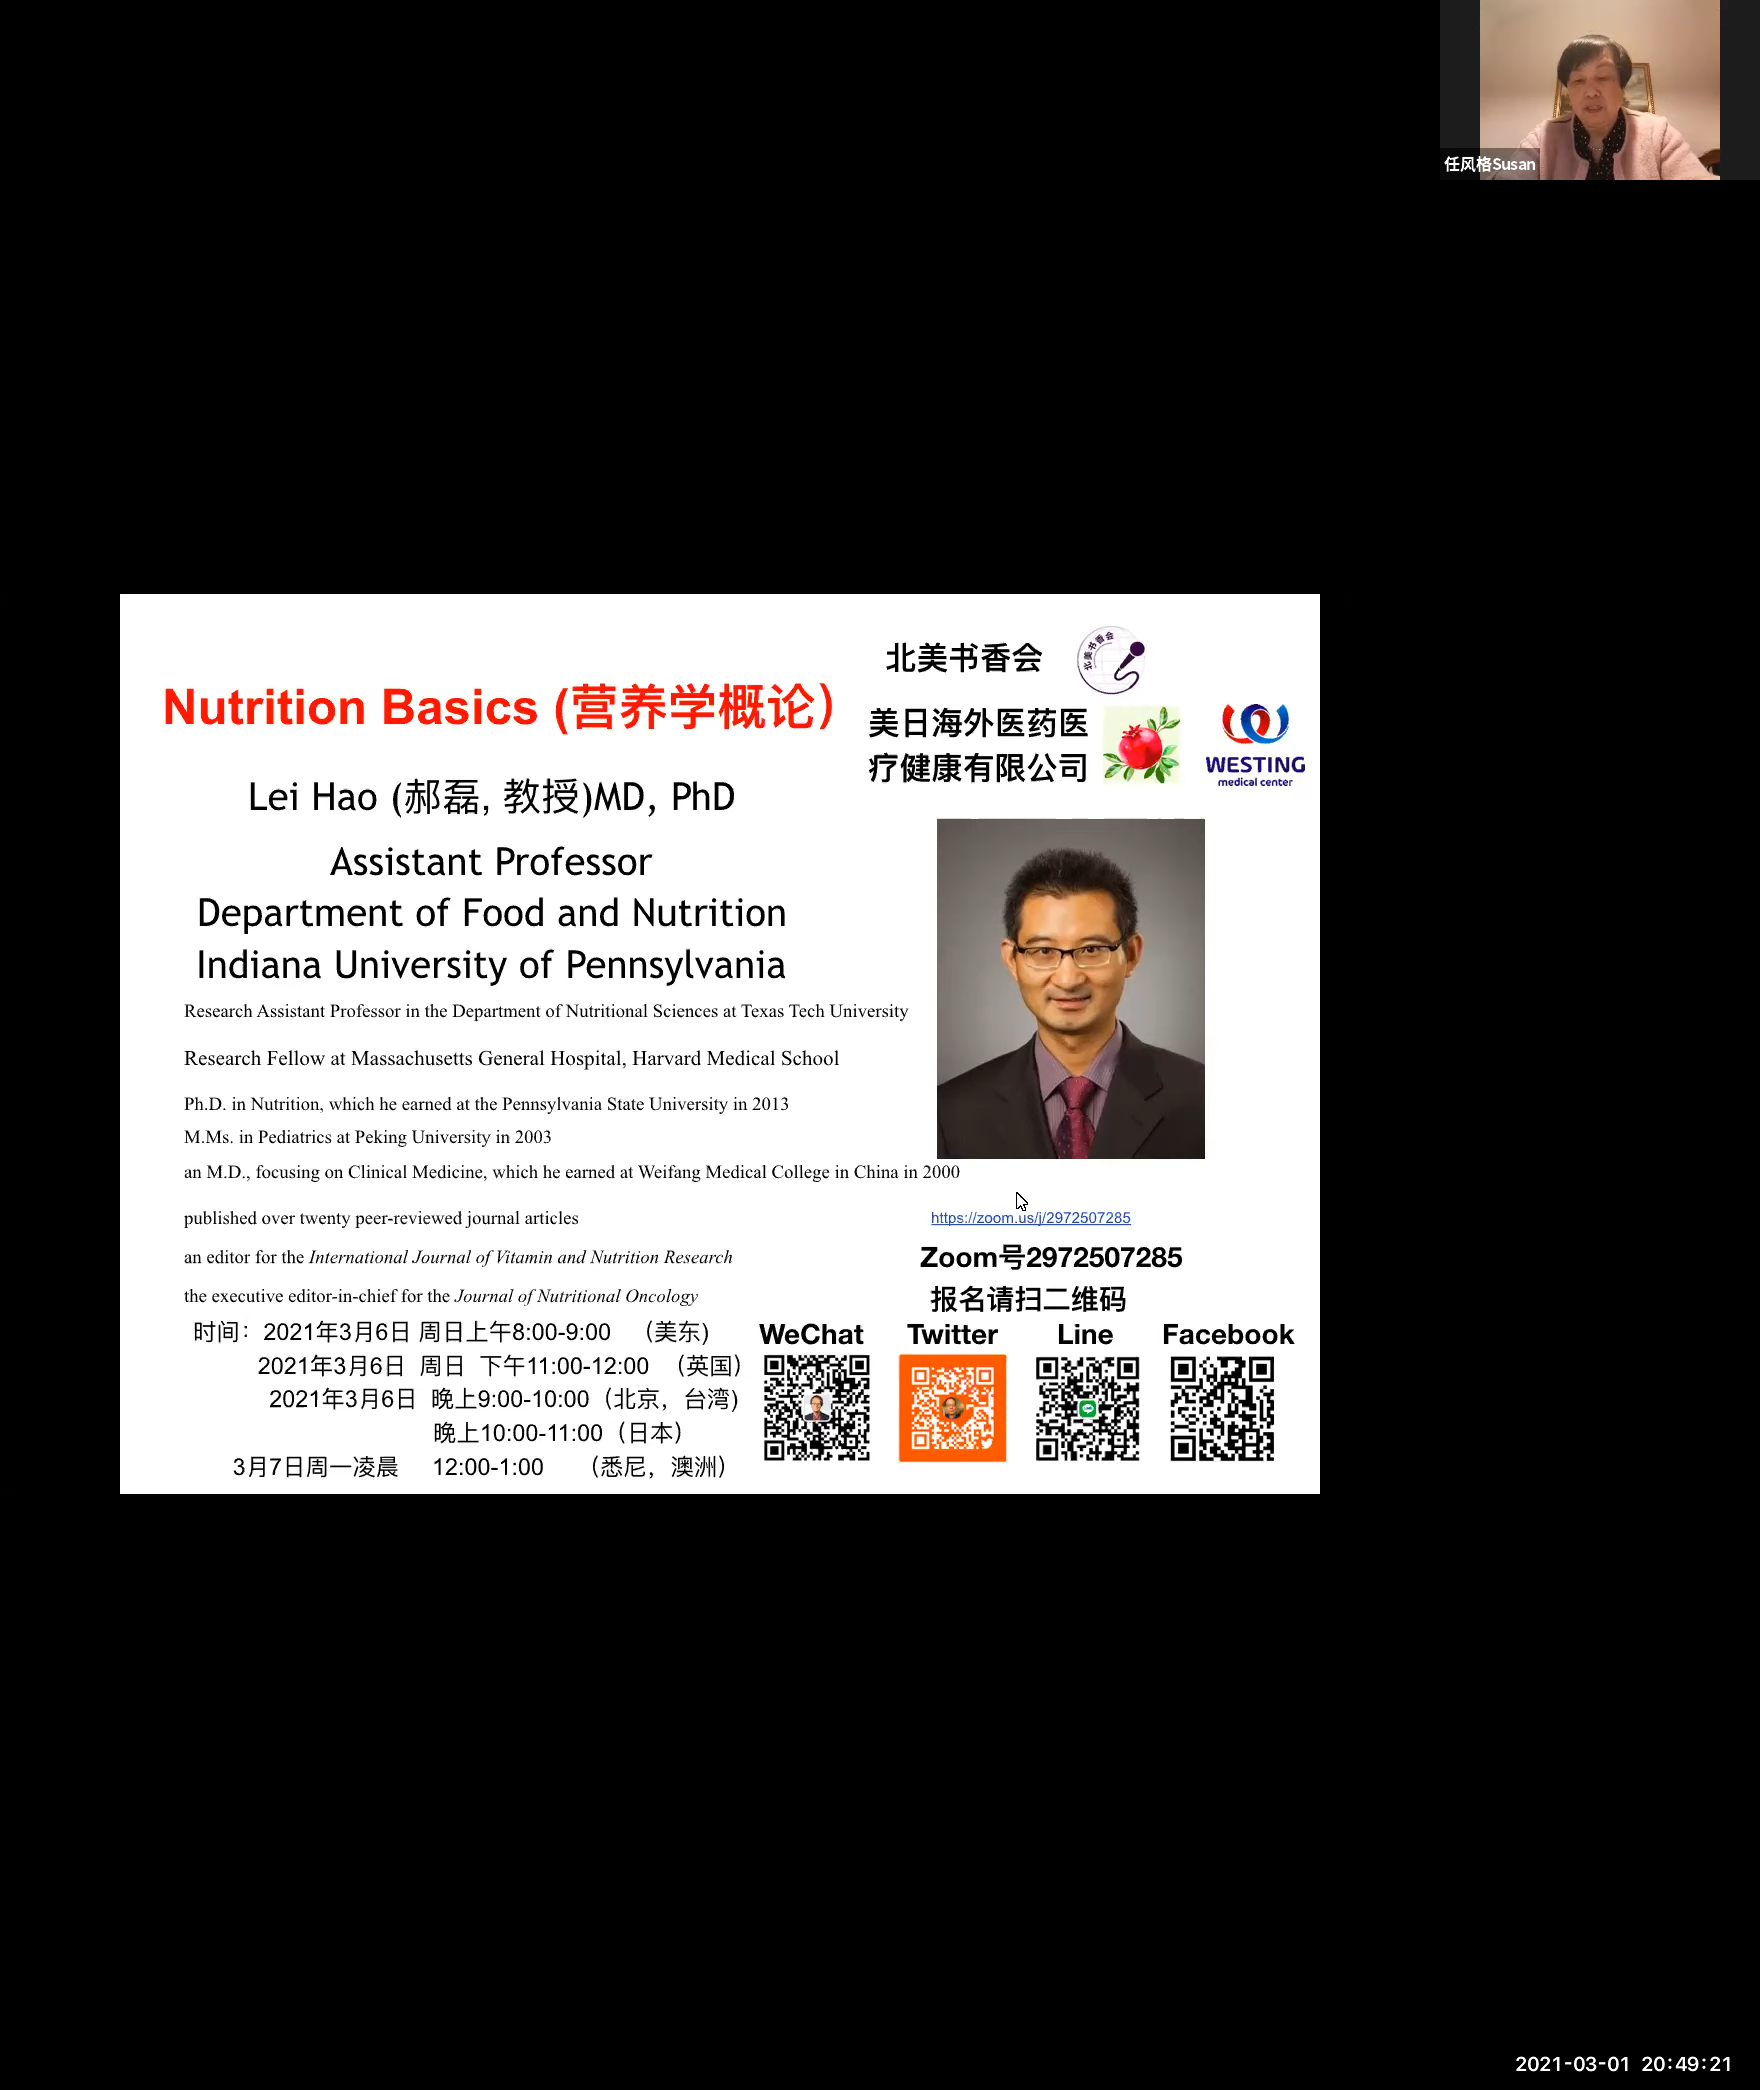 任风格Susan
北美书香会
北美书香会
Nutrition Basics (营养学概论）
美日海外医药医
疗健康有限公司
WESTING
medical center
Lei Hao (郝磊, 教授)MD, PhD
Assistant Professor
Department of Food and Nutrition
Indiana University of Pennsylvania
Research Assistant Professor in the Department of Nutritional Sciences at Texas Tech University
Research Fellow at Massachusetts General Hospital, Harvard Medical School
Ph.D. in Nutrition, which he earned at the Pennsylvania State University in 2013
M.Ms. in Pediatrics at Peking University in 2003
an M.D., focusing on Clinical Medicine, which he earned at Weifang Medical College in China in 2000
published over twenty peer-reviewed journal articles
an editor for the International Journal of Vitamin and Nutrition Research
the executive editor-in-chief for the Journal of Nutritional Oncology
时间：2021年3月6日 周日上午8:00-9:00 （美东)
2021年3月6日 周日 下午11:00-12:00 （英国）
2021年3月6日 晚上9:00-10:00（北京，台湾)
晚上10:00-11:00（日本）
3月7日周一凌晨 12:00-1:00 （悉尼，澳洲）
https://zoom.us/j/2972507285
Zoom号2972507285
报名请扫二维码
WeChat Twitter Line Facebook
2021-03-01 20:49:21